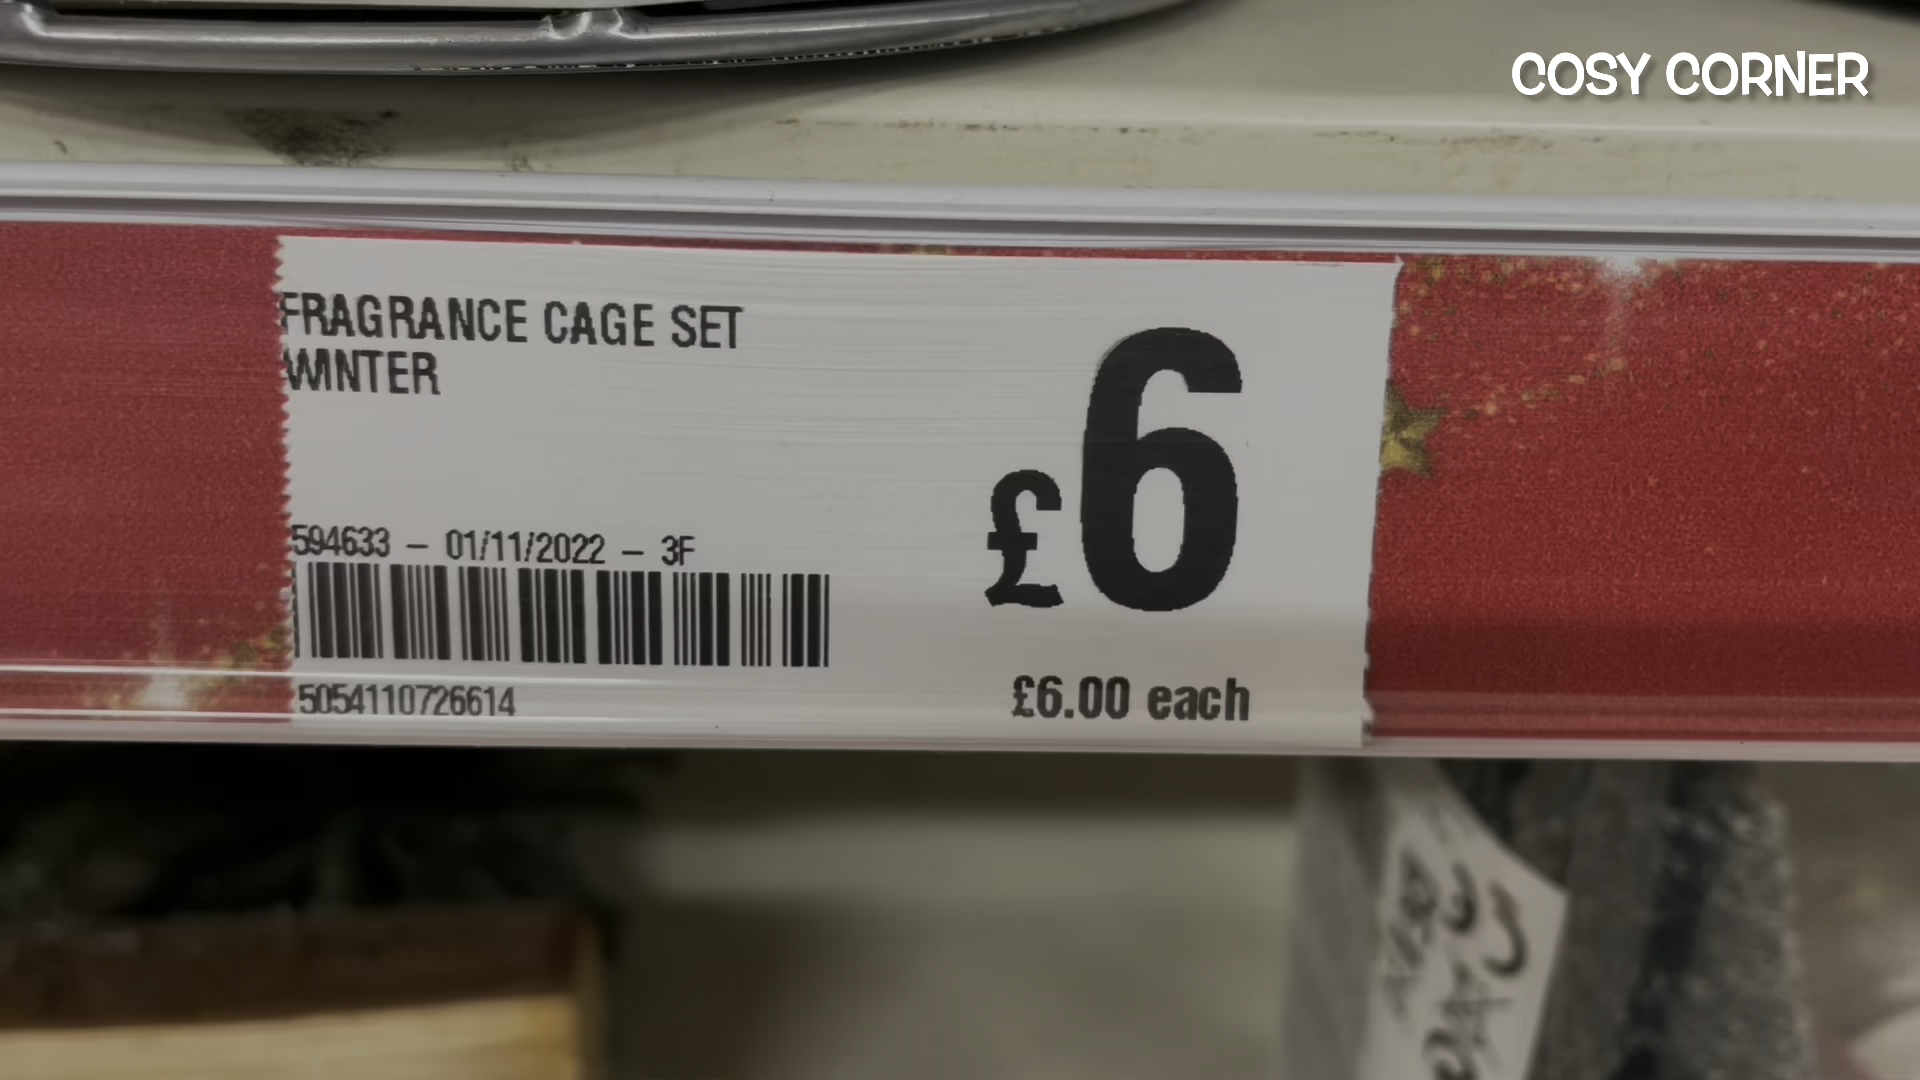 COSY CORNER
FRAGRANCE CAGE SET
WINTER
£6
594633 – 01/11/2022 – 3F
5054110726614
£6.00 each